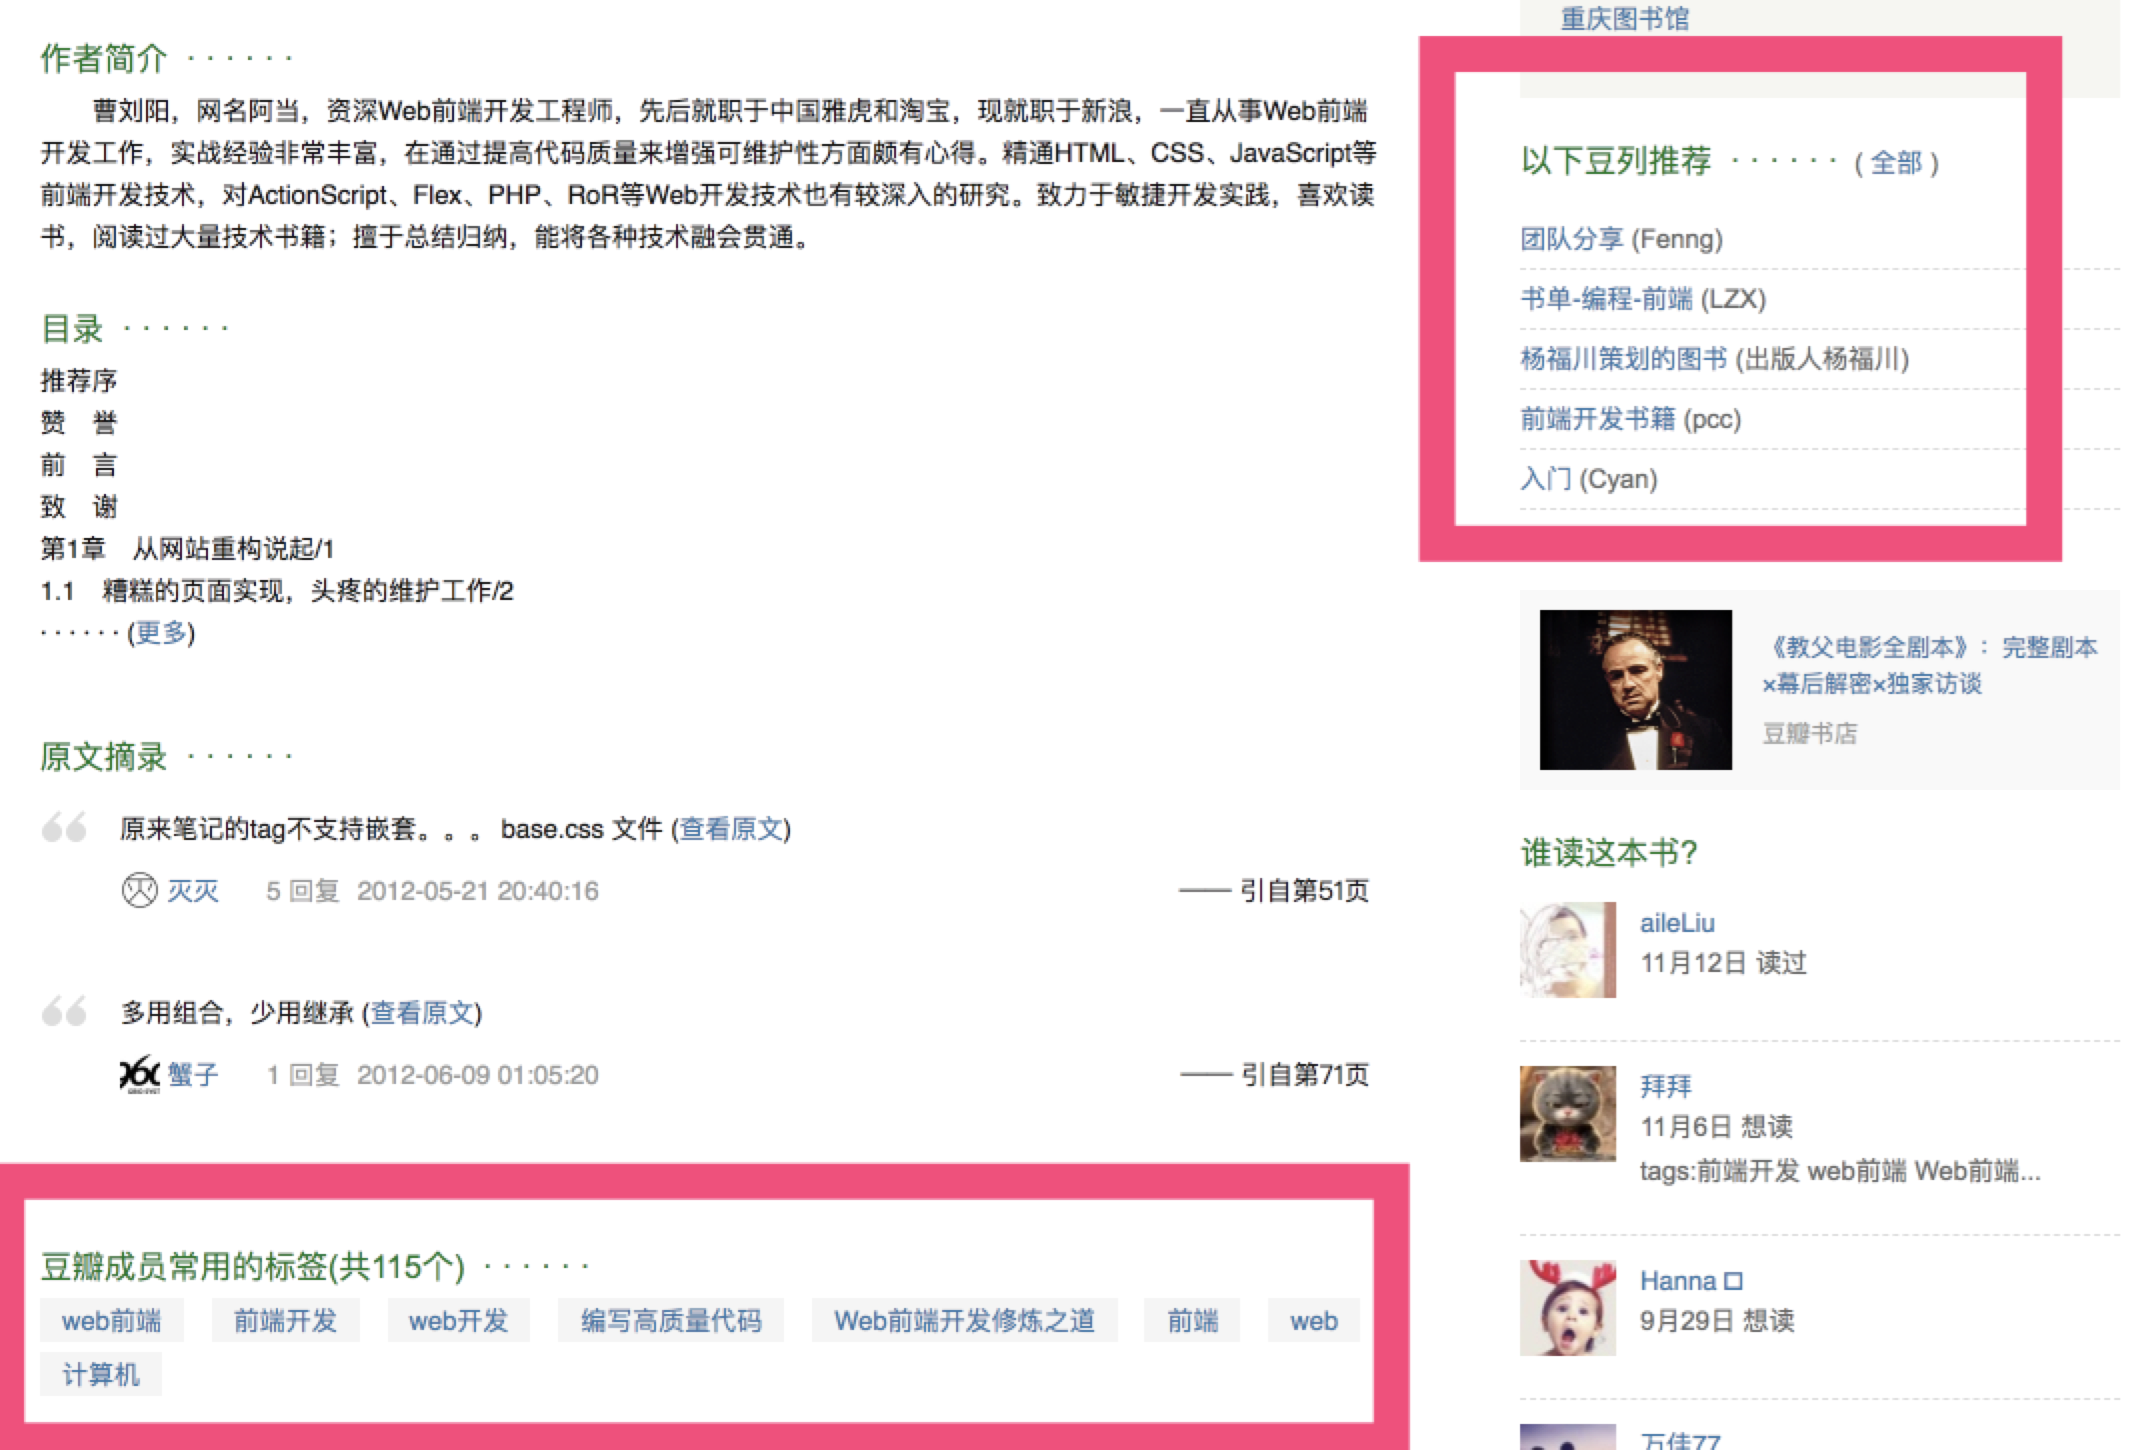 作者简介 · · · · · ·
曹刘阳，网名阿当，资深Web前端开发工程师，先后就职于中国雅虎和淘宝，现就职于新浪，一直从事Web前端
开发工作，实战经验非常丰富，在通过提高代码质量来增强可维护性方面颇有心得。精通HTML、CSS、JavaScript等
前端开发技术，对ActionScript、Flex、PHP、RoR等Web开发技术也有较深入的研究。致力于敏捷开发实践，喜欢读
书，阅读过大量技术书籍；擅于总结归纳，能将各种技术融会贯通。
目录 · · · · · ·
推荐序
赞　誉
前　言
致　谢
第1章　从网站重构说起/1
1.1　糟糕的页面实现，头疼的维护工作/2
· · · · · · (更多)
原文摘录 · · · · · ·
原来笔记的tag不支持嵌套。。。 base.css 文件 (查看原文)
灭灭 5 回复 2012-05-21 20:40:16 —— 引自第51页
多用组合，少用继承 (查看原文)
蟹子 1 回复 2012-06-09 01:05:20 —— 引自第71页
豆瓣成员常用的标签(共115个) · · · · · ·
web前端 前端开发 web开发 编写高质量代码 Web前端开发修炼之道 前端 web
计算机
重庆图书馆
以下豆列推荐 · · · · · · ( 全部 )
团队分享 (Fenng)
书单-编程-前端 (LZX)
杨福川策划的图书 (出版人杨福川)
前端开发书籍 (pcc)
入门 (Cyan)
《教父电影全剧本》：完整剧本
×幕后解密×独家访谈
豆瓣书店
谁读这本书?
aileLiu
11月12日 读过
拜拜
11月6日 想读
tags:前端开发 web前端 Web前端...
Hanna口
9月29日 想读
万佳77